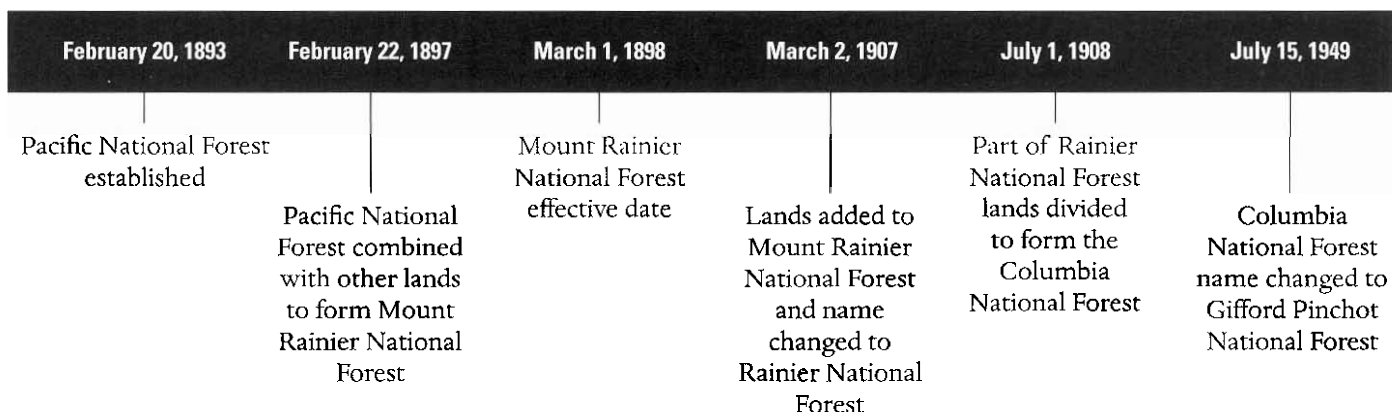 February 20, 1893
February 22, 1897
March 1, 1898
March 2, 1907
July 1, 1908
July 15, 1949
Pacific National Forest
established
Pacific National
Forest combined
with other lands
to form Mount
Rainier National
Forest
Mount Rainier
National Forest
effective date
Lands added to
Mount Rainier
National Forest
and name
changed to
Rainier National
Forest
Part of Rainier
National Forest
lands divided
to form the
Columbia
National Forest
Columbia
National Forest
name changed to
Gifford Pinchot
National Forest